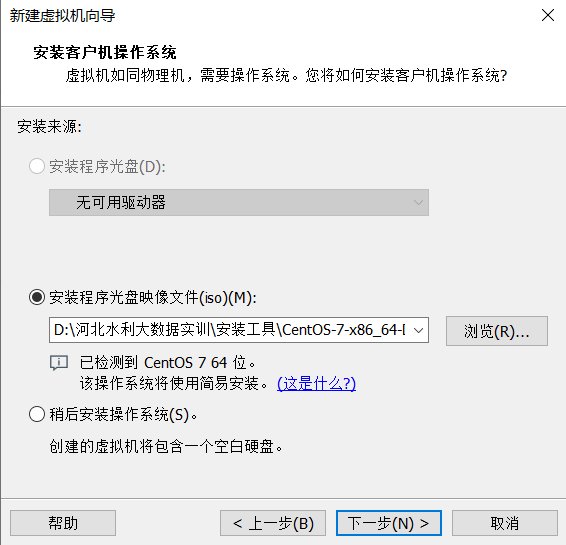 新建虚拟机向导
安装客户机操作系统
虚拟机如同物理机，需要操作系统。您将如何安装客户机操作系统?
安装来源:
安装程序光盘(D):
无可用驱动器
安装程序光盘映像文件(iso)(M):
D:\河北水利大数据实训\安装工具\CentOS-7-x86_64-D
浏览(R)...
已检测到 CentOS 7 64 位。
该操作系统将使用简易安装。(这是什么?)
稍后安装操作系统(S)。
创建的虚拟机将包含一个空白硬盘。
帮助
< 上一步(B)
下一步(N) >
取消